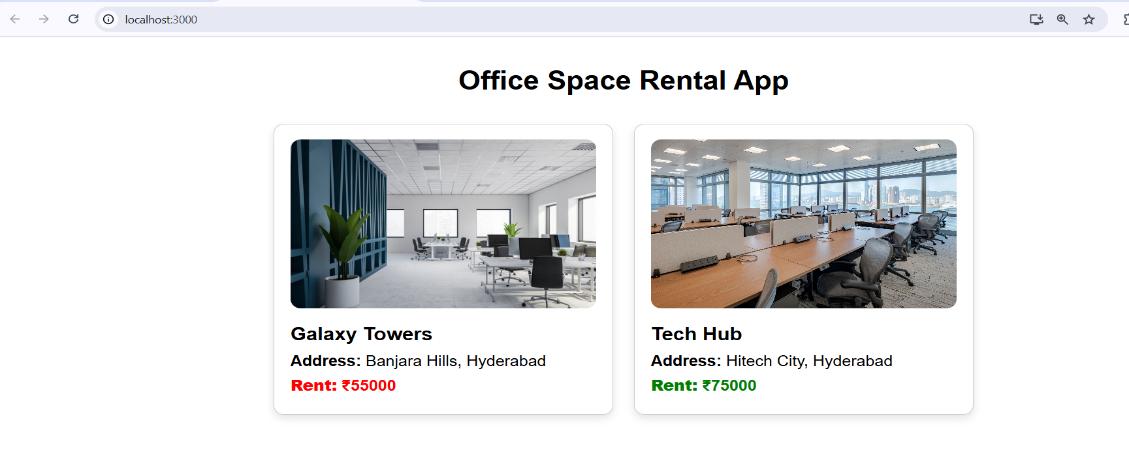 localhost:3000
Office Space Rental App
Galaxy Towers
Address: Banjara Hills, Hyderabad
Rent: ₹55000
Tech Hub
Address: Hitech City, Hyderabad
Rent: ₹75000